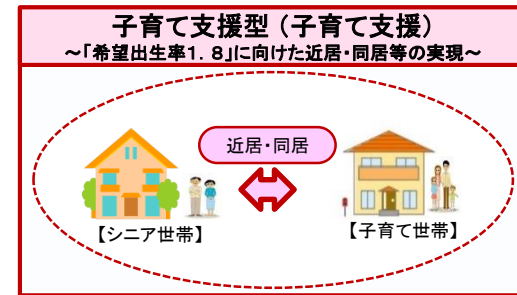 子育て支援型（子育て支援）
～｢希望出生率１．８｣に向けた近居・同居等の実現～
近居・同居
【シニア世帯】
【子育て世帯】